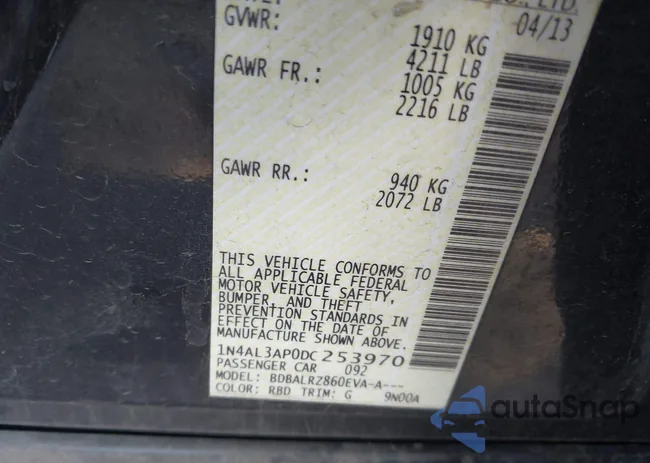 CO., LTD.
04/13
GVWR: 1910 KG
4211 LB
GAWR FR.: 1005 KG
2216 LB
GAWR RR.: 940 KG
2072 LB
THIS VEHICLE CONFORMS TO
ALL APPLICABLE FEDERAL
MOTOR VEHICLE SAFETY,
BUMPER, AND THEFT
PREVENTION STANDARDS IN
EFFECT ON THE DATE OF
MANUFACTURE SHOWN ABOVE.
1N4AL3AP0DC253970
PASSENGER CAR 092
MODEL: BDBALRZ860EVA-A---
COLOR: RBD TRIM: G 9N00A
autoSnap